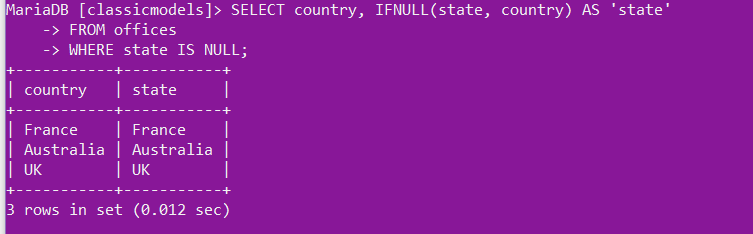 MariaDB [classicmodels]> SELECT country, IFNULL(state, country) AS 'state'
    -> FROM offices
    -> WHERE state IS NULL;
+-----------+-----------+
| country   | state     |
+-----------+-----------+
| France    | France    |
| Australia | Australia |
| UK        | UK        |
+-----------+-----------+
3 rows in set (0.012 sec)